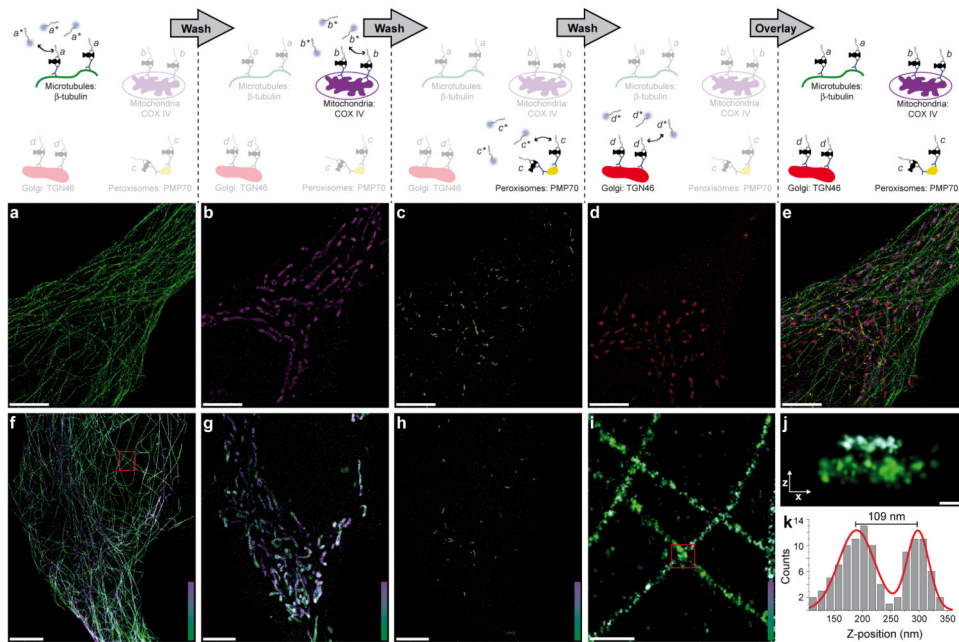 Wash
Wash
Wash
Overlay
a* a* a* a a
b b
Microtubules:
β-tubulin
Mitochondria:
COX IV
d d
c c
Golgi: TGN46
Peroxisomes: PMP70
a a
b* b* b* b b
Microtubules:
β-tubulin
Mitochondria:
COX IV
d d
c c
Golgi: TGN46
Peroxisomes: PMP70
a a
b b
Microtubules:
β-tubulin
Mitochondria:
COX IV
d d
c* c* c* c c
Golgi: TGN46
Peroxisomes: PMP70
a a
b b
Microtubules:
β-tubulin
Mitochondria:
COX IV
d* d* d* d d
c c
Golgi: TGN46
Peroxisomes: PMP70
a a
b b
Microtubules:
β-tubulin
Mitochondria:
COX IV
d d
c c
Golgi: TGN46
Peroxisomes: PMP70
a
b
c
d
e
f
g
h
i
j
z
x
k
109 nm
14
10
6
2
Counts
150 200 250 300 350
Z-position (nm)